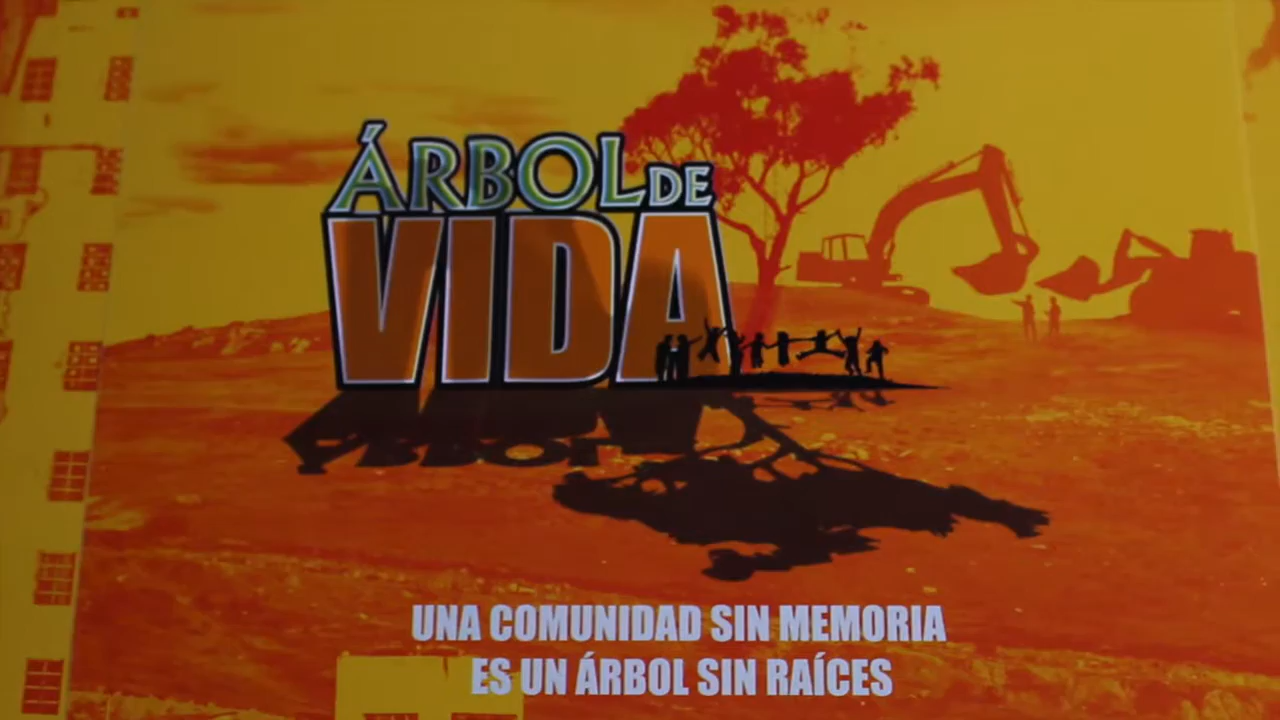 ÁRBOL DE
VIDA
UNA COMUNIDAD SIN MEMORIA
ES UN ÁRBOL SIN RAÍCES